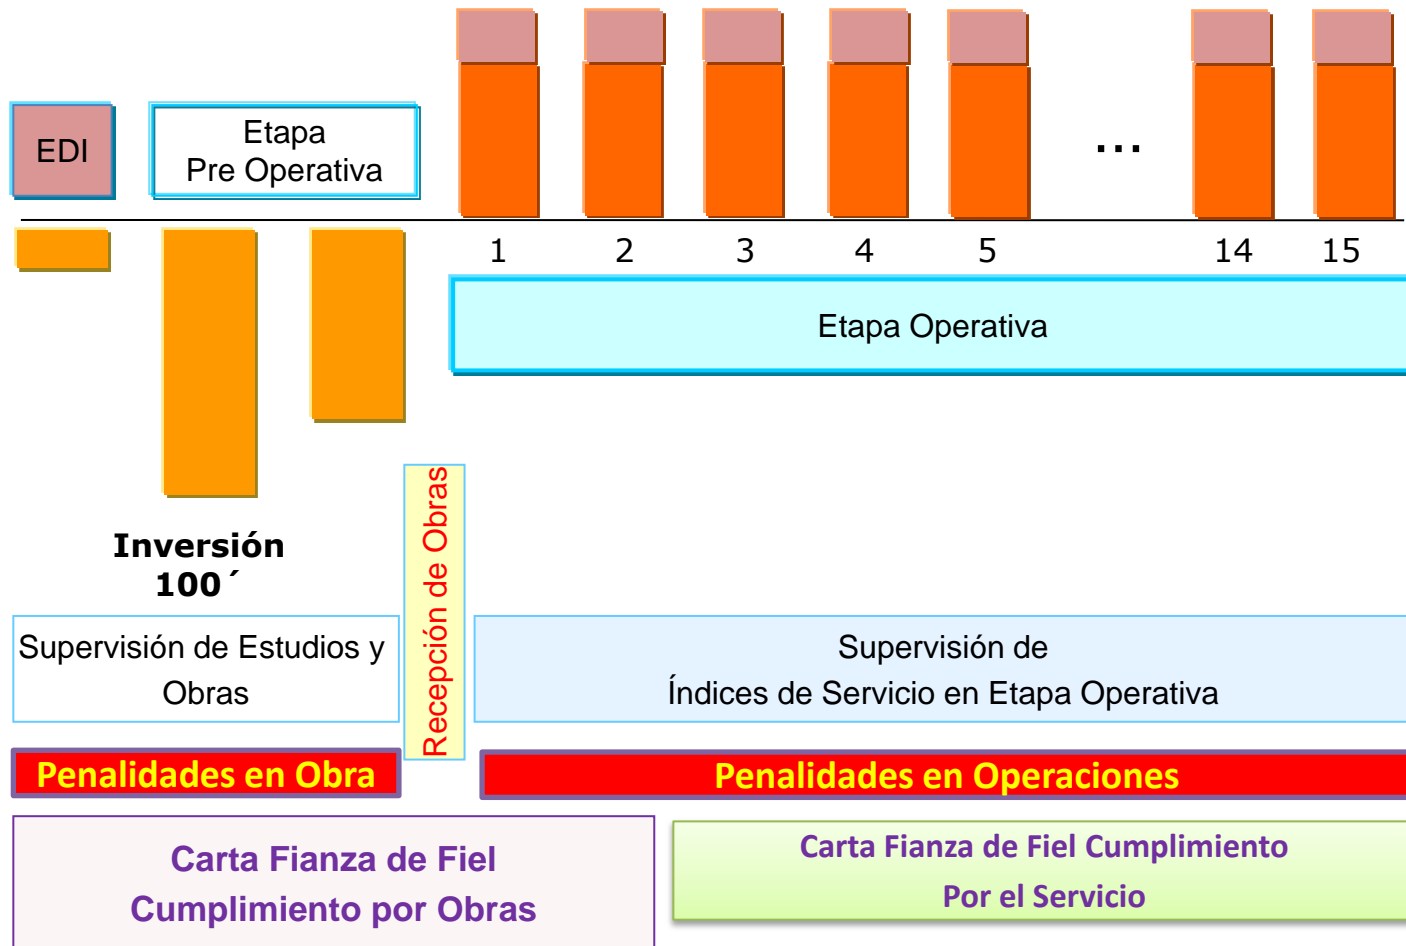 EDI
Etapa
Pre Operativa
...
1 2 3 4 5 14 15
Etapa Operativa
Inversión
100´
Recepción de Obras
Supervisión de Estudios y
Obras
Supervisión de
Índices de Servicio en Etapa Operativa
Penalidades en Obra
Penalidades en Operaciones
Carta Fianza de Fiel
Cumplimiento por Obras
Carta Fianza de Fiel Cumplimiento
Por el Servicio